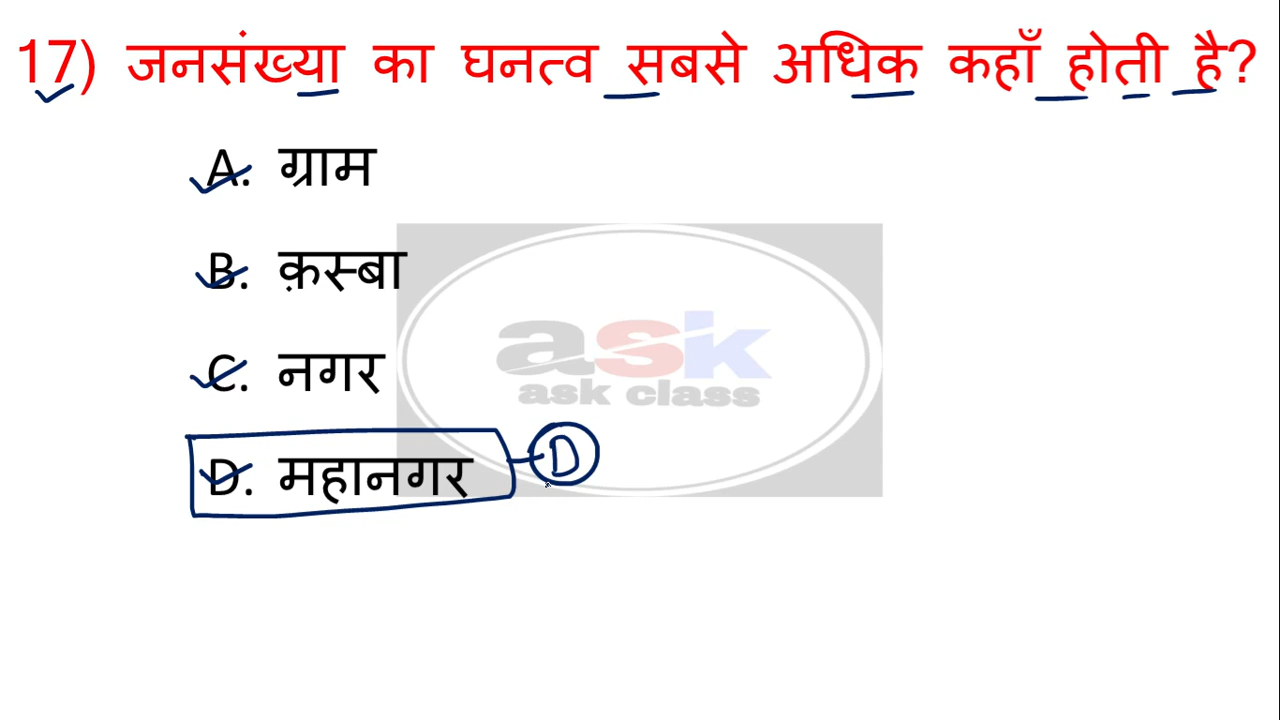 17) जनसंख्या का घनत्व सबसे अधिक कहाँ होती है?
A. ग्राम
B. क़स्बा
C. नगर
D. महानगर
D
ask
ask class